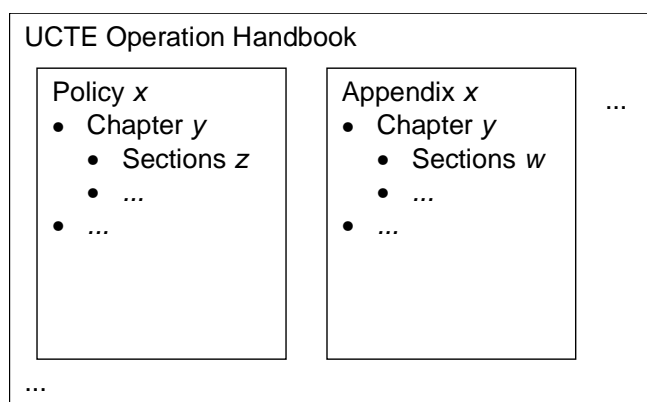 UCTE Operation Handbook
Policy x
• Chapter y
• Sections z
• ...
• ...
Appendix x
• Chapter y
• Sections w
• ...
• ...
...
...